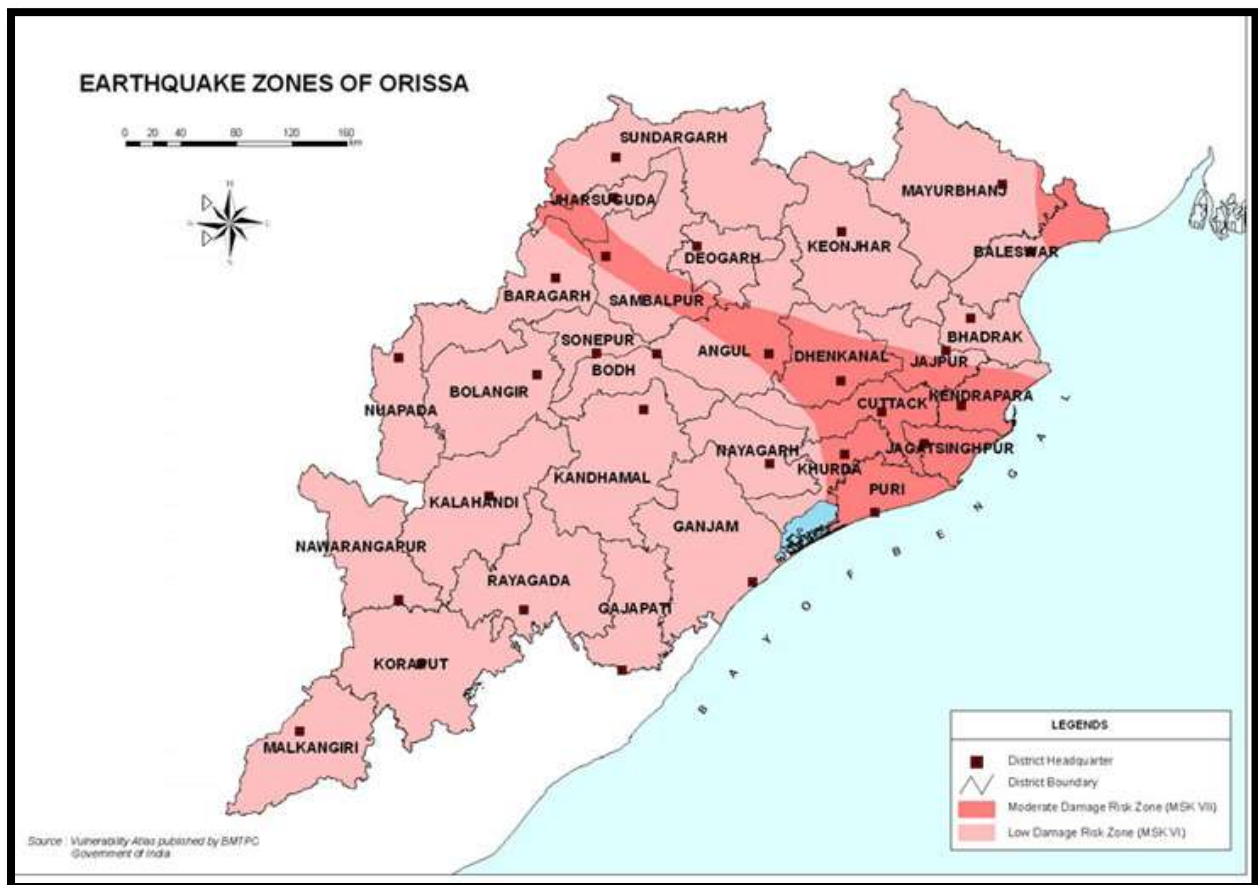 EARTHQUAKE ZONES OF ORISSA
0 20 40 80 120 160
km
N
SUNDARGARH
JHARSUGUDA
MAYURBHANJ
KEONJHAR
DEOGARH
BALESWAR
BARAGARH
SAMBALPUR
SONEPUR
ANGUL
DHENKANAL
JAJPUR
BHADRAK
BODH
BOLANGIR
NUAPADA
CUTTACK
KENDRAPARA
NAYAGARH
JAGATSINGHPUR
KHURDA
KANDHAMAL
PURI
KALAHANDI
GANJAM
NAWARANGAPUR
RAYAGADA
GAJAPATI
KORAPUT
MALKANGIRI
BAY OF BENGAL
LEGENDS
District Headquarter
District Boundary
Moderate Damage Risk Zone (MSK VII)
Low Damage Risk Zone (MSK VI)
Source : Vulnerability Atlas published by BMTPC
Government of India